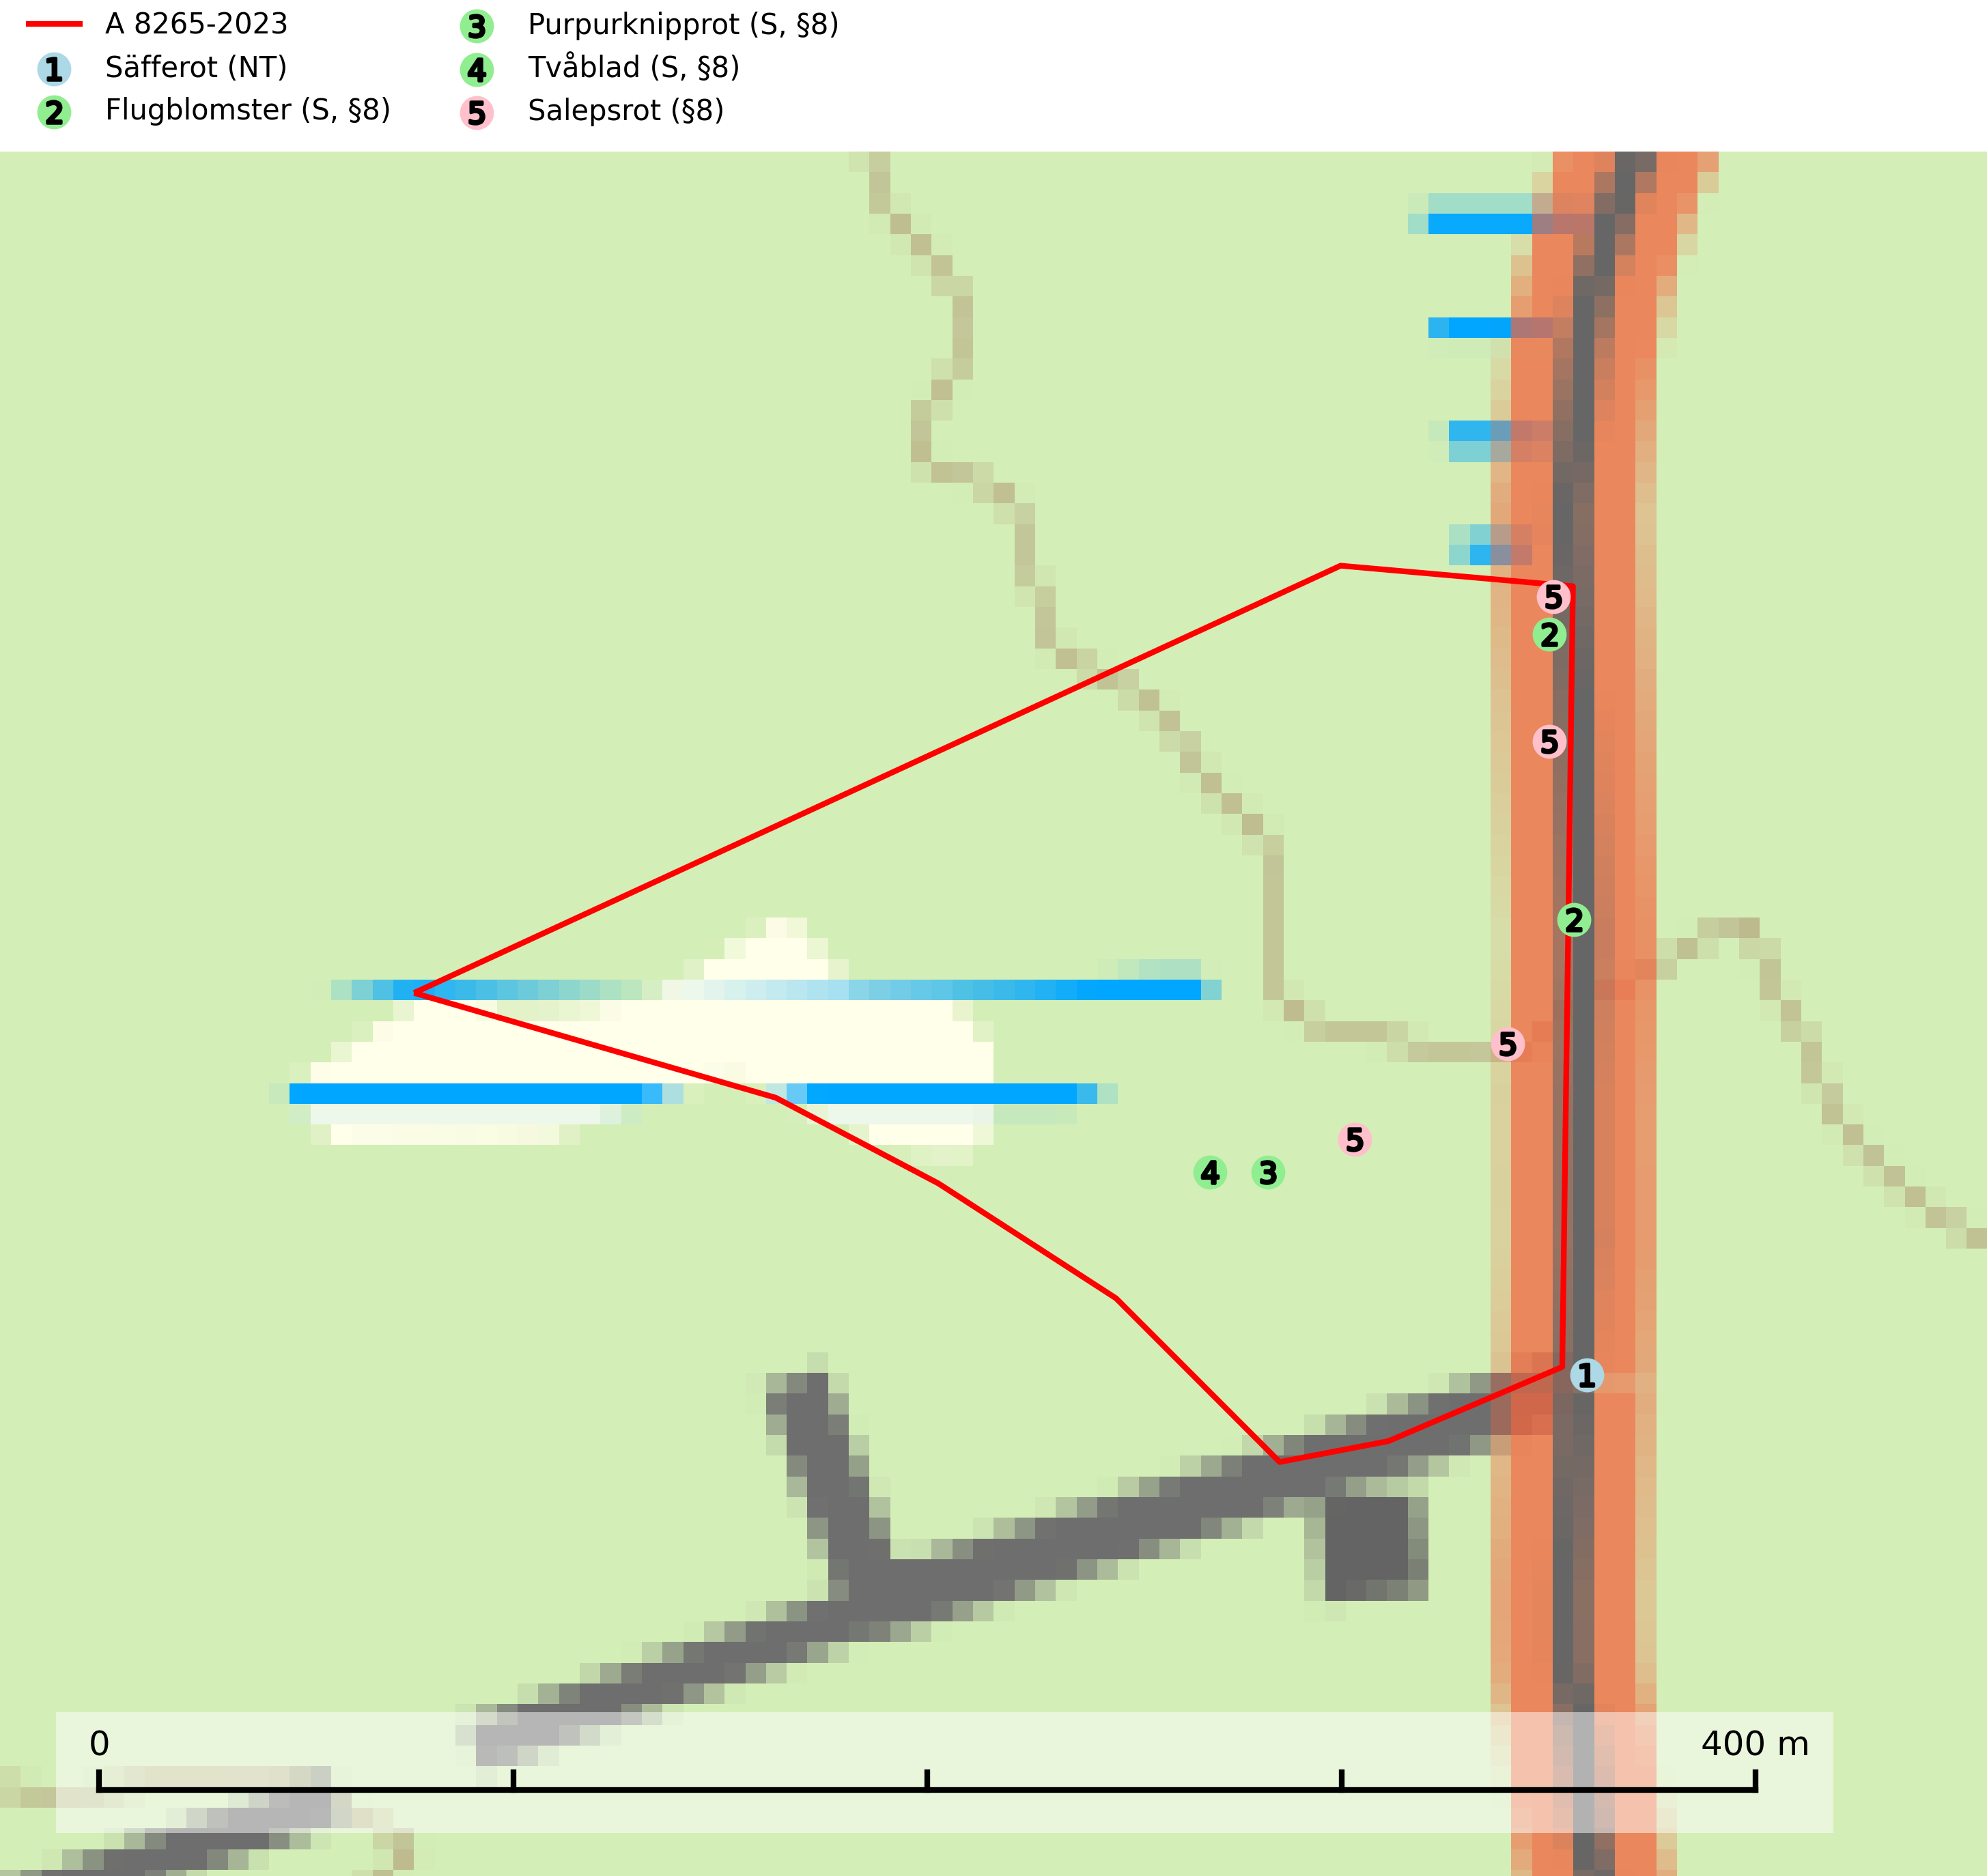 A 8265-2023
1 Säfferot (NT)
2 Flugblomster (S, §8)
3 Purpurknipprot (S, §8)
4 Tvåblad (S, §8)
5 Salepsrot (§8)
5
2
5
2
5
5
4 3
1
0 400 m